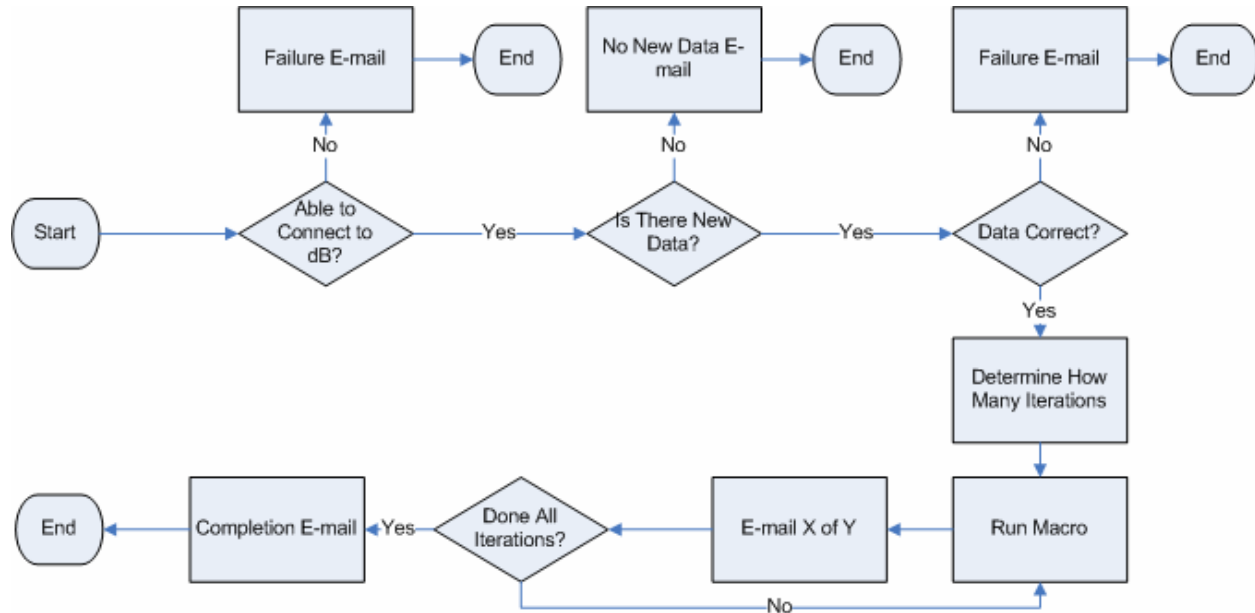 Failure E-mail
End
No New Data E-
mail
End
Failure E-mail
End
No
No
No
Start
Able to
Connect to
dB?
Yes
Is There New
Data?
Yes
Data Correct?
Yes
Determine How
Many Iterations
End
Completion E-mail
Yes
Done All
Iterations?
E-mail X of Y
Run Macro
No